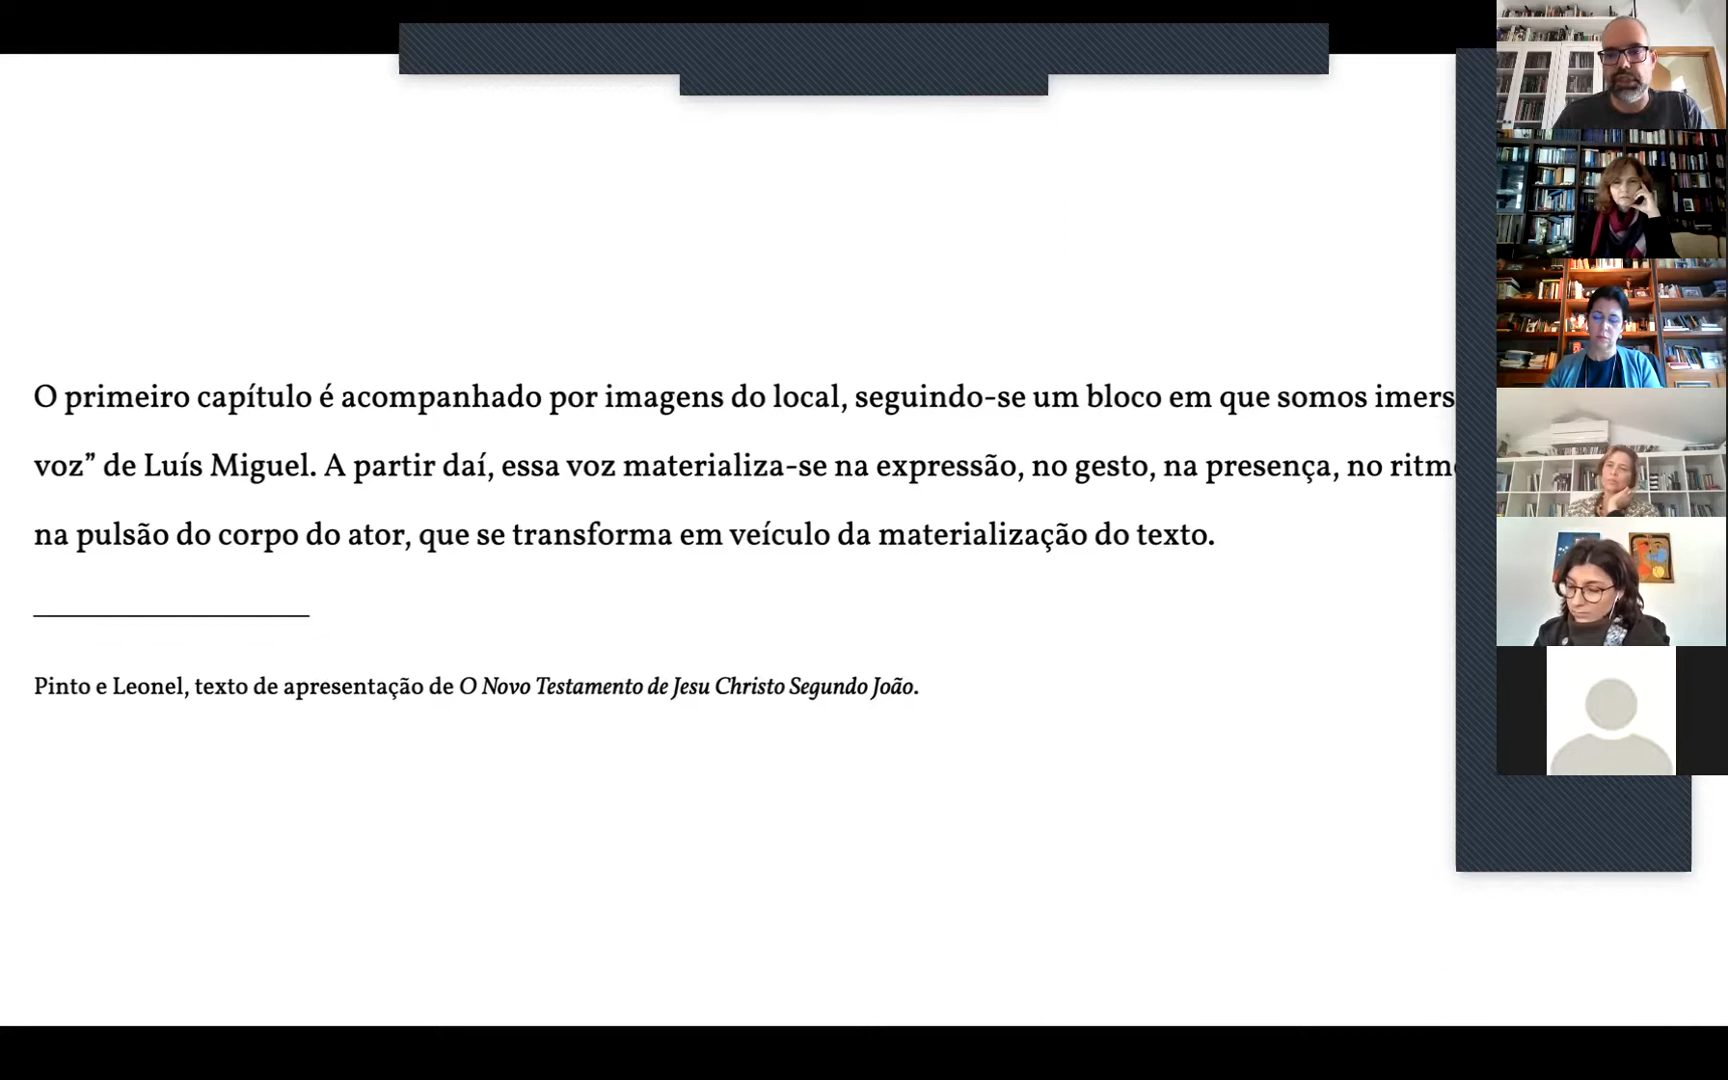 O primeiro capítulo é acompanhado por imagens do local, seguindo-se um bloco em que somos imers
voz” de Luís Miguel. A partir daí, essa voz materializa-se na expressão, no gesto, na presença, no ritm
na pulsão do corpo do ator, que se transforma em veículo da materialização do texto.
Pinto e Leonel, texto de apresentação de O Novo Testamento de Jesu Christo Segundo João.